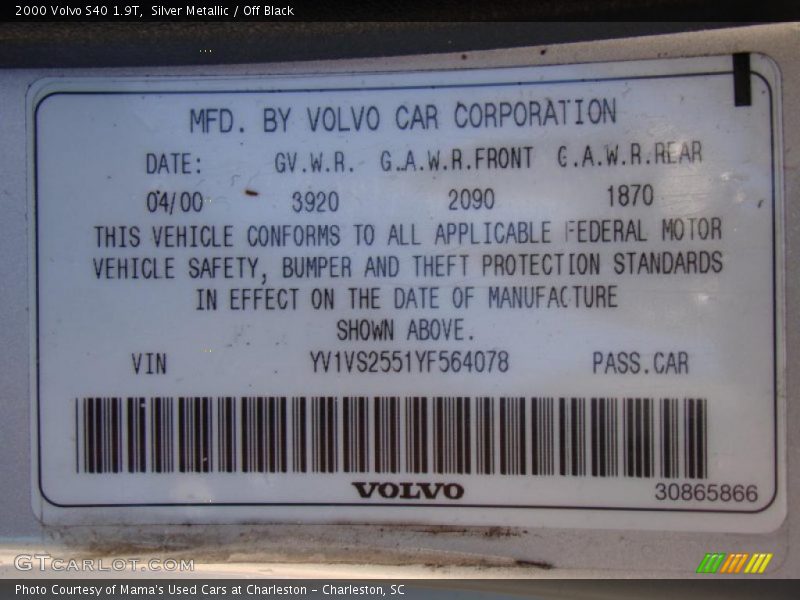 2000 Volvo S40 1.9T,  Silver Metallic / Off Black
MFD. BY VOLVO CAR CORPORATION
DATE: GV.W.R. G.A.W.R.FRONT G.A.W.R.REAR
04/00 3920 2090 1870
THIS VEHICLE CONFORMS TO ALL APPLICABLE FEDERAL MOTOR
VEHICLE SAFETY, BUMPER AND THEFT PROTECTION STANDARDS
IN EFFECT ON THE DATE OF MANUFACTURE
SHOWN ABOVE.
VIN YV1VS2551YF564078 PASS.CAR
VOLVO 30865866
GTCARLOT.COM
Photo Courtesy of Mama's Used Cars at Charleston – Charleston, SC